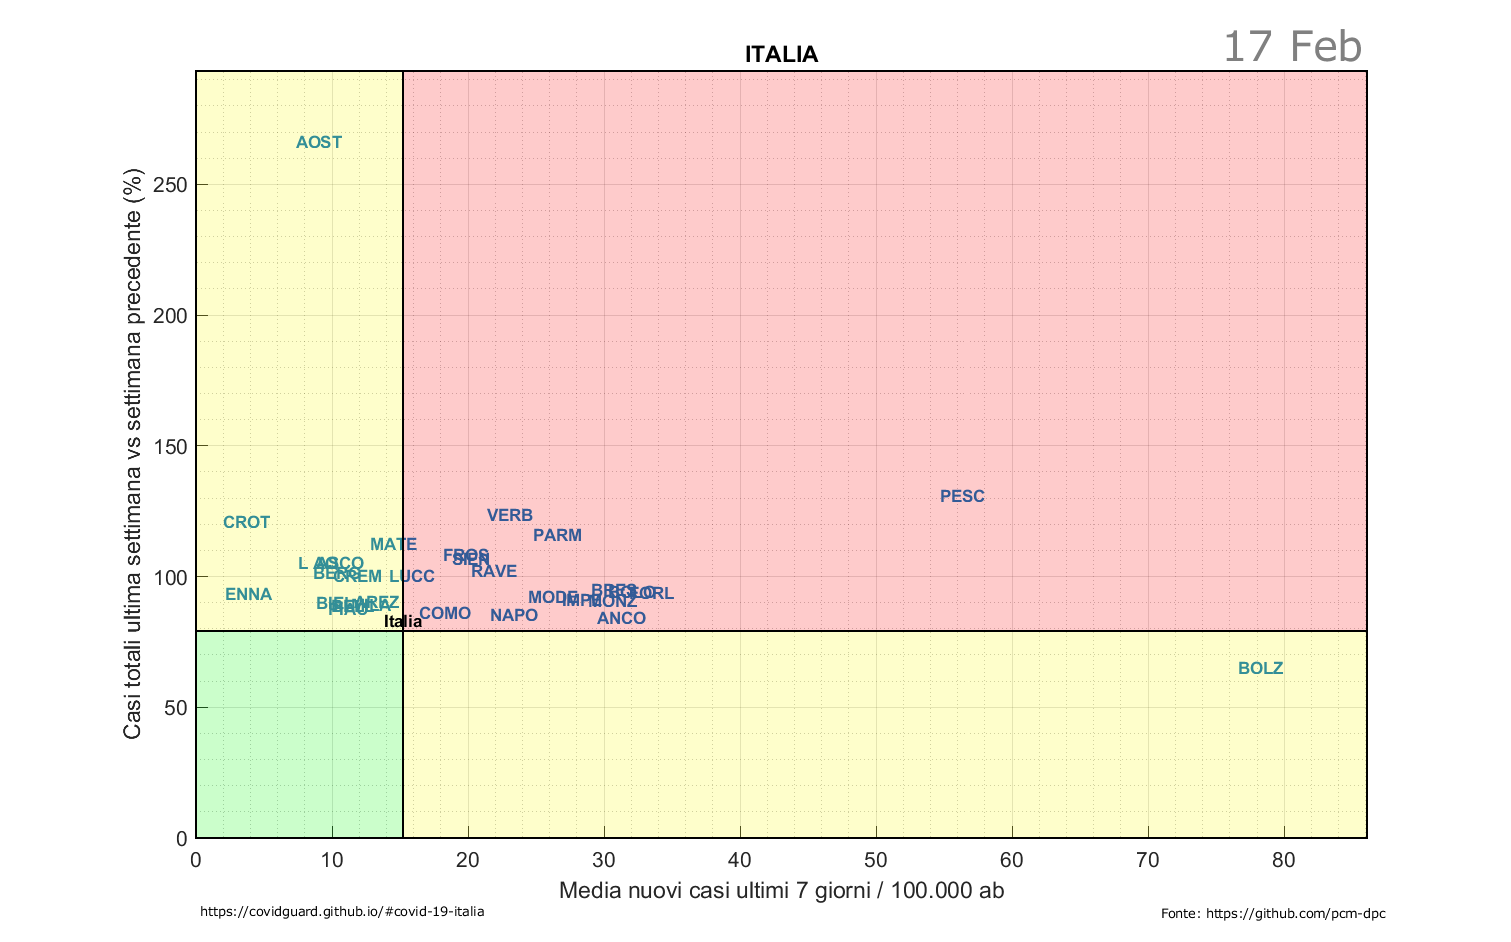 17 Feb
ITALIA
Casi totali ultima settimana vs settimana precedente (%)
250
200
150
100
50
0
AOST
PESC
CROT
VERB
PARM
MATE
FROS
SIEN
L AQ
ASCO
RAVE
BERG
CREM
LUCC
ENNA
MODE
IMPE
BRES
BOLO
FORL
MONZ
BIEL
AREZ
COMO
NAPO
ANCO
Italia
BOLZ
0 10 20 30 40 50 60 70 80
Media nuovi casi ultimi 7 giorni / 100.000 ab
https://covidguard.github.io/#covid-19-italia
Fonte: https://github.com/pcm-dpc